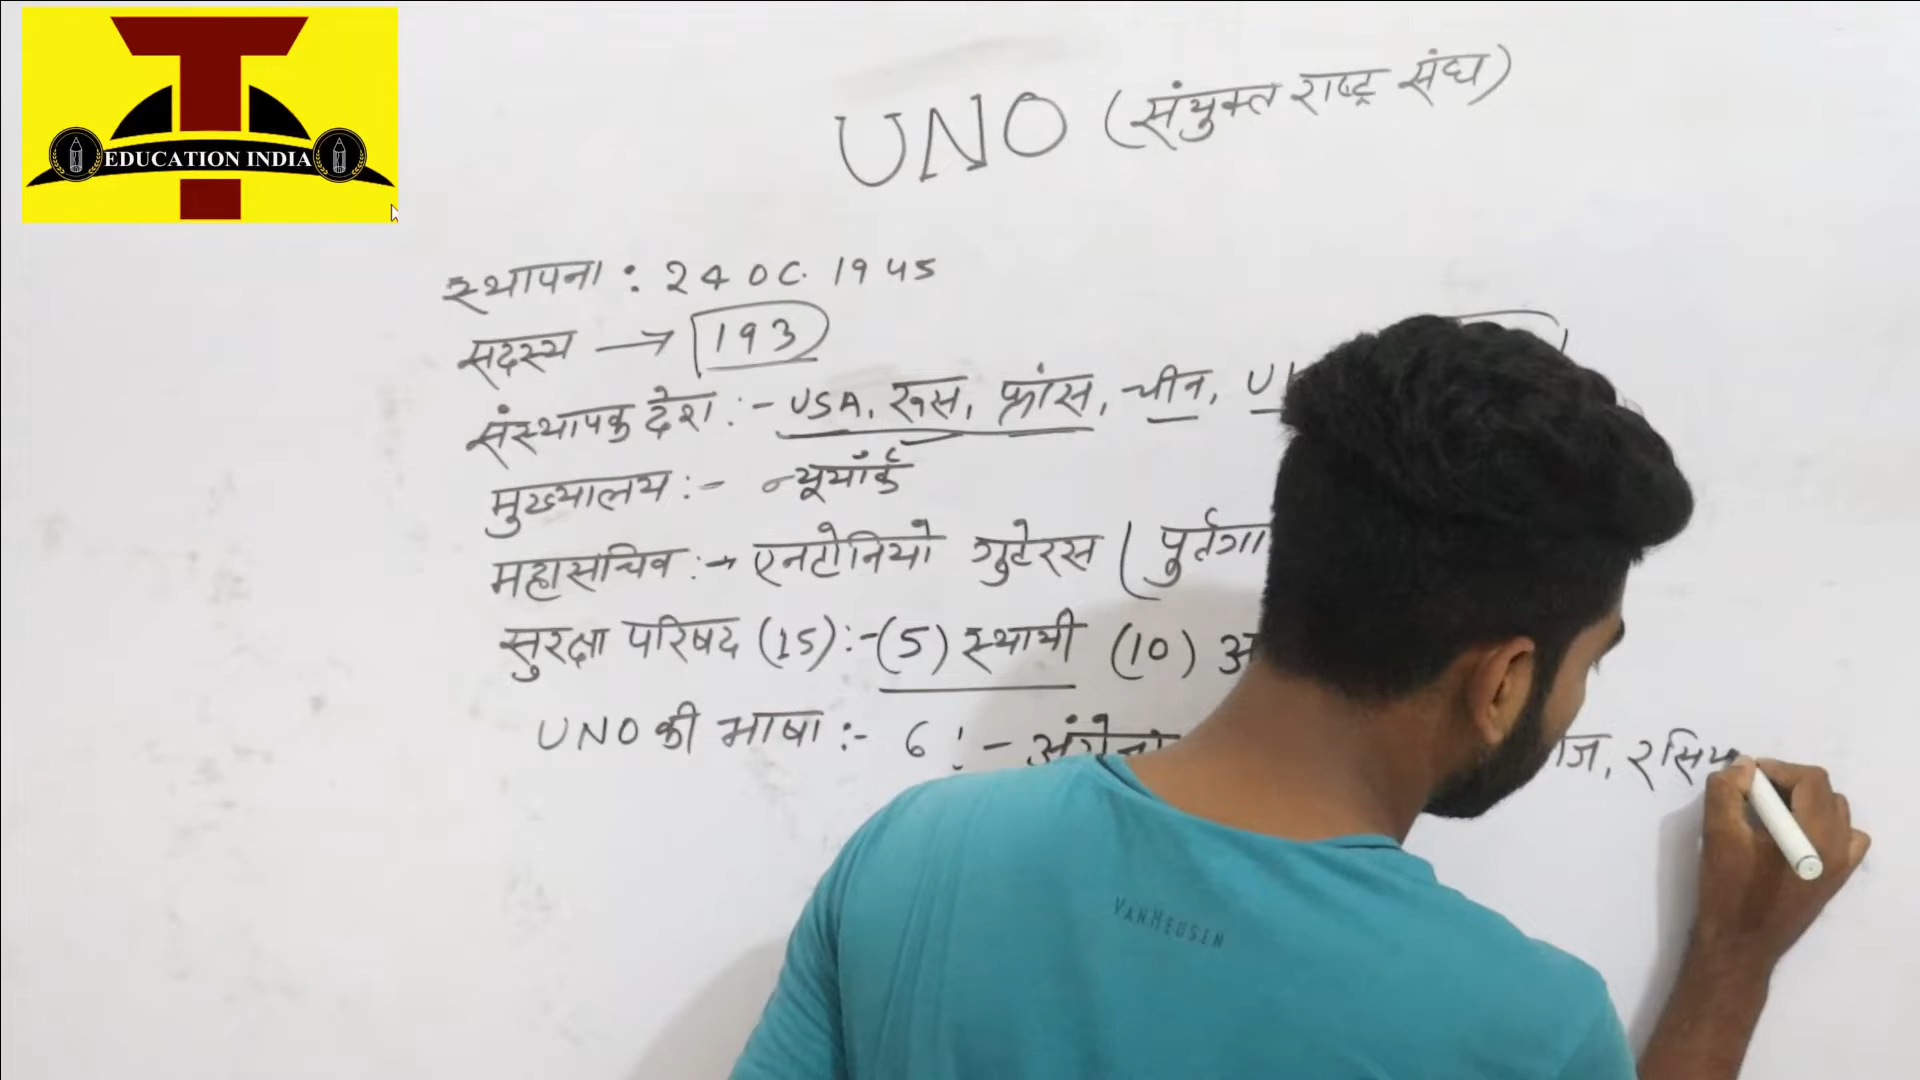 EDUCATION INDIA
UNO (संयुक्त राष्ट्र संघ)
स्थापना : 24 OC. 1945
सदस्य → 193
संस्थापक देश :- USA, रूस, फ्रांस, चीन,
मुख्यालय :- न्यूयॉर्क
महासचिव :→ एनटोनियो गुटेरस (
सुरक्षा परिषद (15) :- (5) स्थायी (10)
UNO की भाषा :- 6 :-
VANHEUSEN